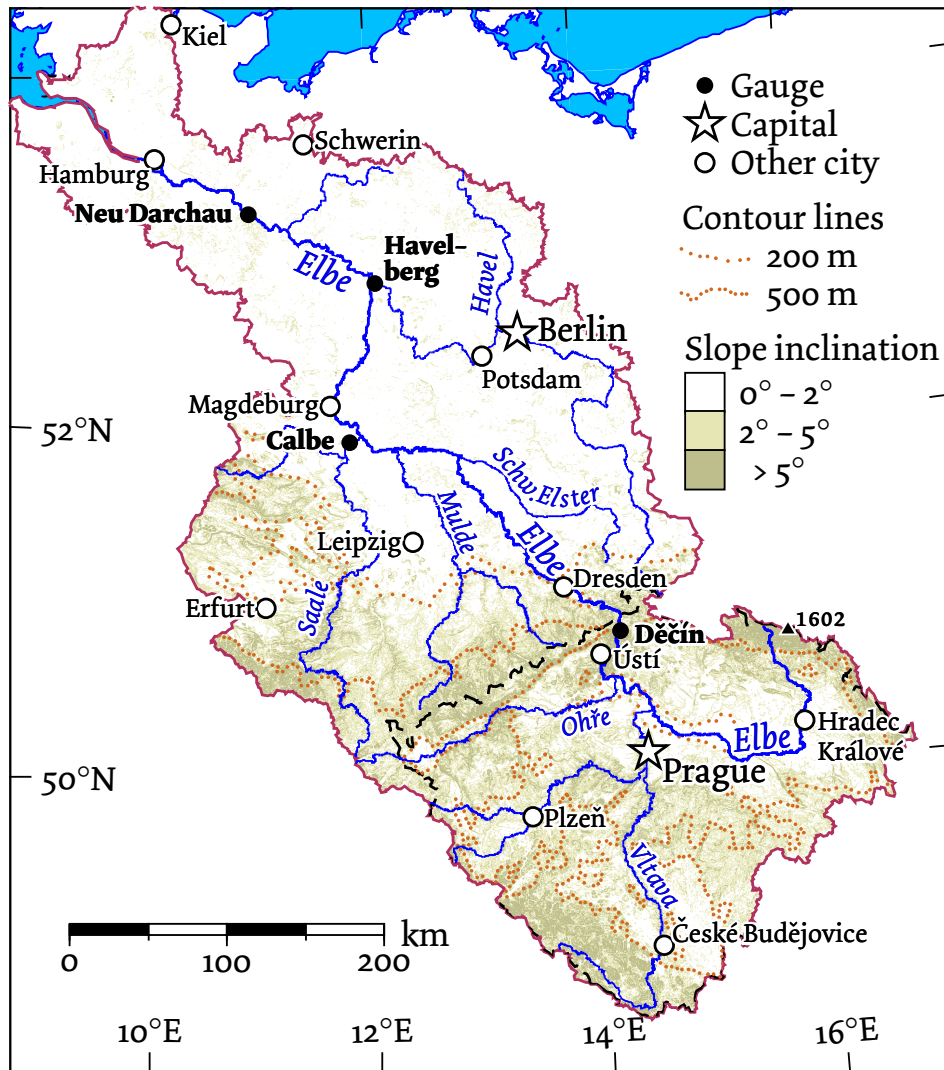 Kiel
Schwerin
Hamburg
Neu Darchau
Havel-
berg
Elbe
Havel
Berlin
Potsdam
Magdeburg
Calbe
Schw.Elster
Mulde
Elbe
Leipzig
Dresden
Saale
Erfurt
1602
Děčín
Ústí
Ohře
Elbe
Hradec
Králové
Prague
Plzeň
Vltava
České Budějovice
Gauge
Capital
Other city
Contour lines
200 m
500 m
Slope inclination
0° – 2°
2° – 5°
> 5°
52°N
50°N
km
0
100
200
10°E
12°E
14°E
16°E